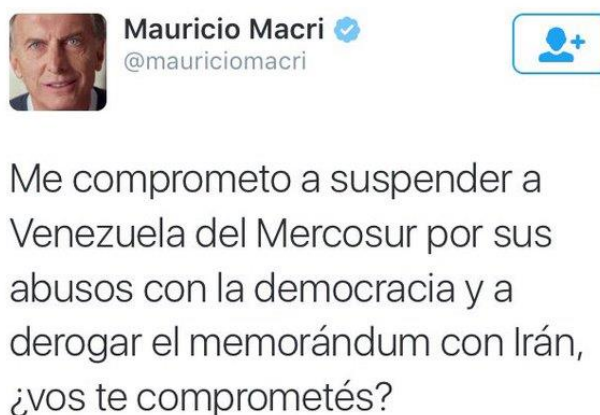 Mauricio Macri
@mauriciomacri
Me comprometo a suspender a
Venezuela del Mercosur por sus
abusos con la democracia y a
derogar el memorándum con Irán,
¿vos te comprometés?